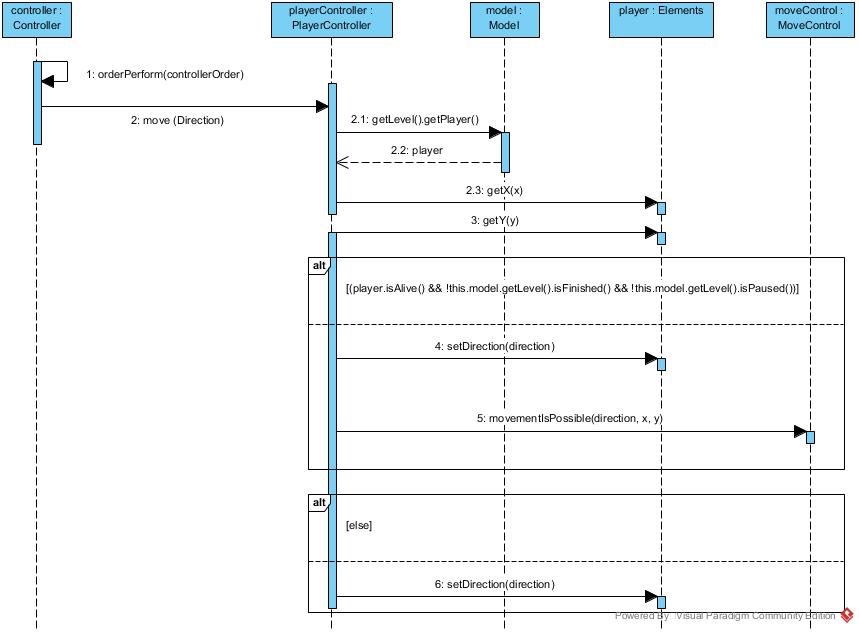 controller :
Controller
playerController :
PlayerController
model :
Model
player : Elements
moveControl :
MoveControl
1: orderPerform(controllerOrder)
2: move (Direction)
2.1: getLevel().getPlayer()
2.2: player
2.3: getX(x)
3: getY(y)
alt
[(player.isAlive() && !this.model.getLevel().isFinished() && !this.model.getLevel().isPaused())]
4: setDirection(direction)
5: movementIsPossible(direction, x, y)
alt
[else]
6: setDirection(direction)
Powered By Visual Paradigm Community Edition